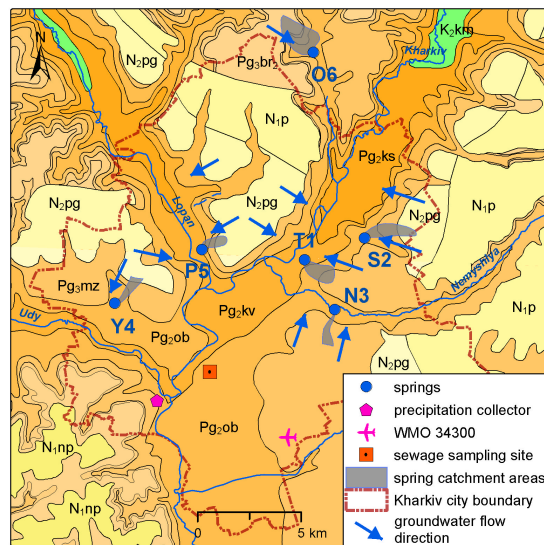 K₂km
N
Kharkiv
N₂pg
Pg₃br₂
O6
N₁p
Pg₂ks
N₂pg
N₂pg
N₁p
Lopan
T1
S2
P5
N₂pg
Nemyshlya
Pg₃mz
N3
Pg₂kv
Y4
Udy
Pg₂ob
N₂pg
Pg₂ob
N₁np
N₁np
0 5 km
springs
precipitation collector
WMO 34300
sewage sampling site
spring catchment areas
Kharkiv city boundary
groundwater flow
direction